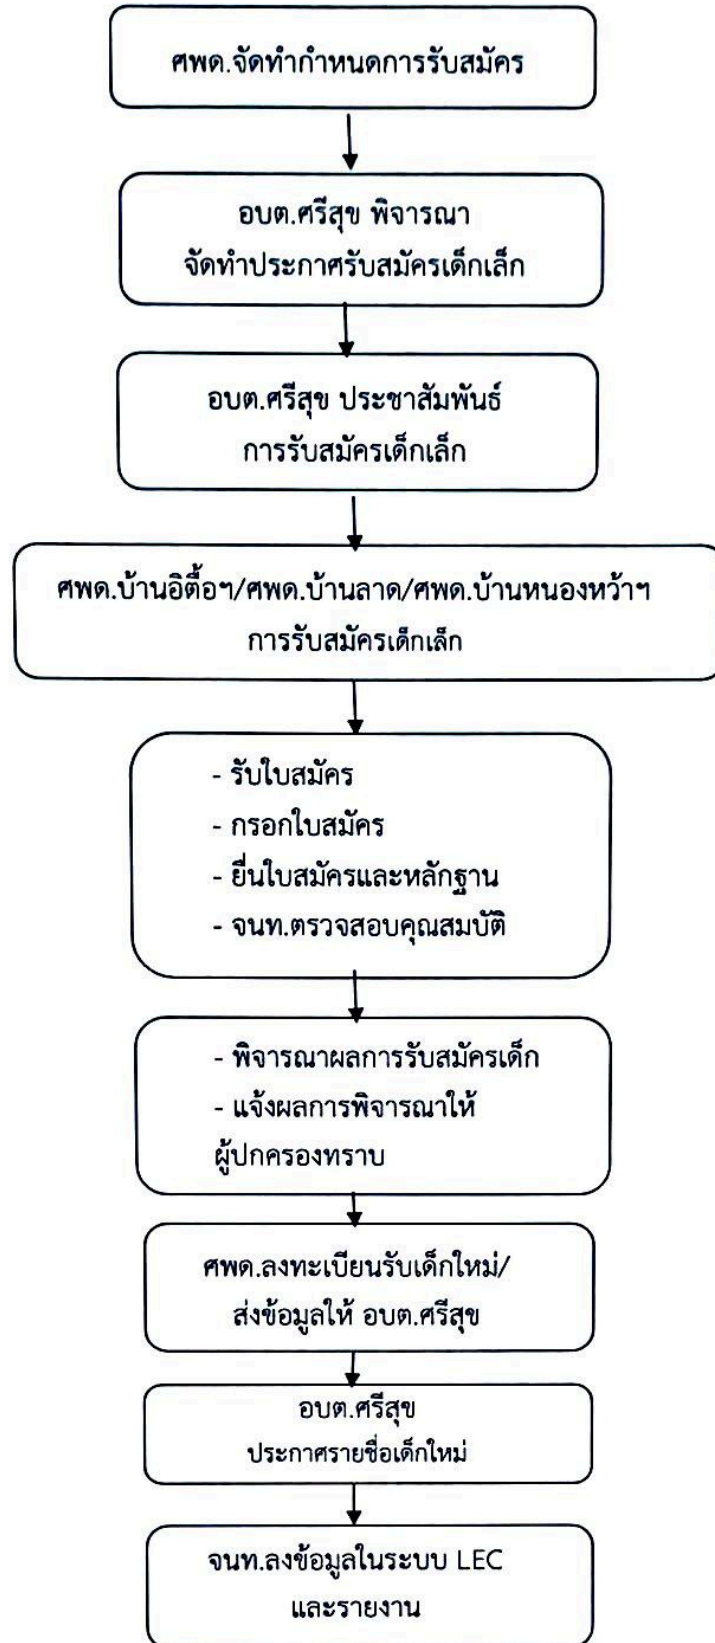 ศพด.จัดทำกำหนดการรับสมัคร
อบต.ศรีสุข พิจารณา
จัดทำประกาศรับสมัครเด็กเล็ก
อบต.ศรีสุข ประชาสัมพันธ์
การรับสมัครเด็กเล็ก
ศพด.บ้านอิตื้อฯ/ศพด.บ้านลาด/ศพด.บ้านหนองหว้าฯ
การรับสมัครเด็กเล็ก
- รับใบสมัคร
- กรอกใบสมัคร
- ยื่นใบสมัครและหลักฐาน
- จนท.ตรวจสอบคุณสมบัติ
- พิจารณาผลการรับสมัครเด็ก
- แจ้งผลการพิจารณาให้
ผู้ปกครองทราบ
ศพด.ลงทะเบียนรับเด็กใหม่/
ส่งข้อมูลให้ อบต.ศรีสุข
อบต.ศรีสุข
ประกาศรายชื่อเด็กใหม่
จนท.ลงข้อมูลในระบบ LEC
และรายงาน